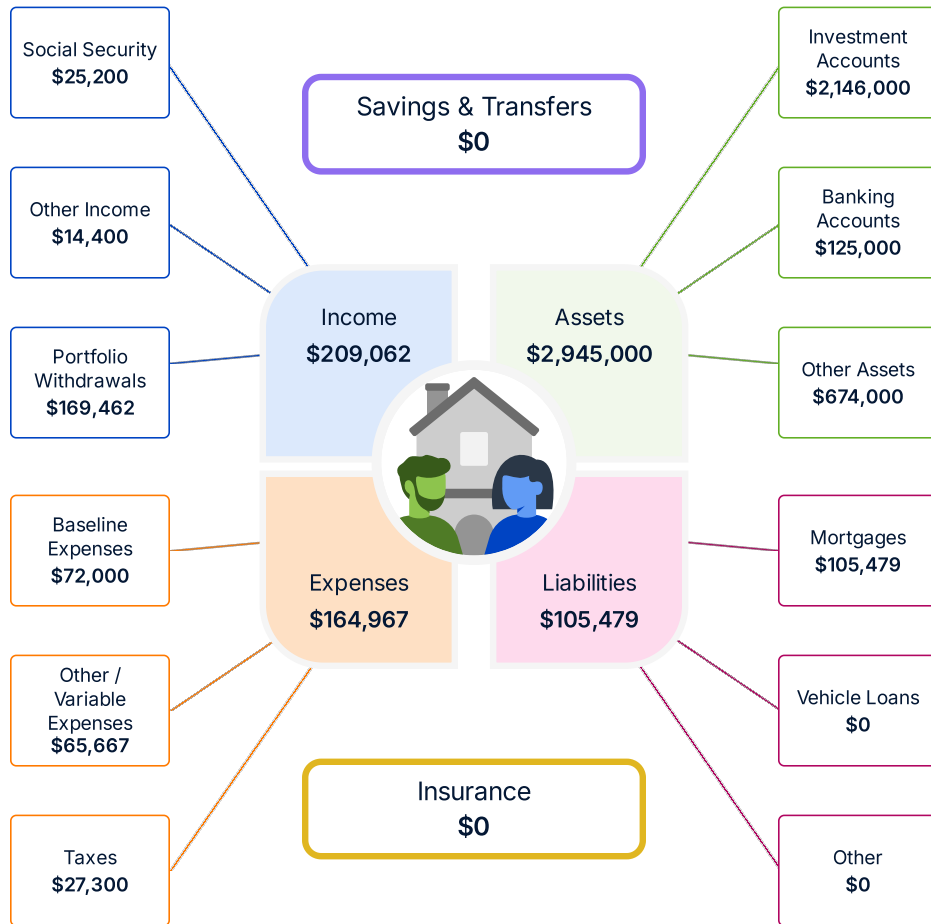 Social Security
$25,200
Other Income
$14,400
Portfolio
Withdrawals
$169,462
Baseline
Expenses
$72,000
Other /
Variable
Expenses
$65,667
Taxes
$27,300
Savings & Transfers
$0
Income
$209,062
Assets
$2,945,000
Expenses
$164,967
Liabilities
$105,479
Insurance
$0
Investment
Accounts
$2,146,000
Banking
Accounts
$125,000
Other Assets
$674,000
Mortgages
$105,479
Vehicle Loans
$0
Other
$0